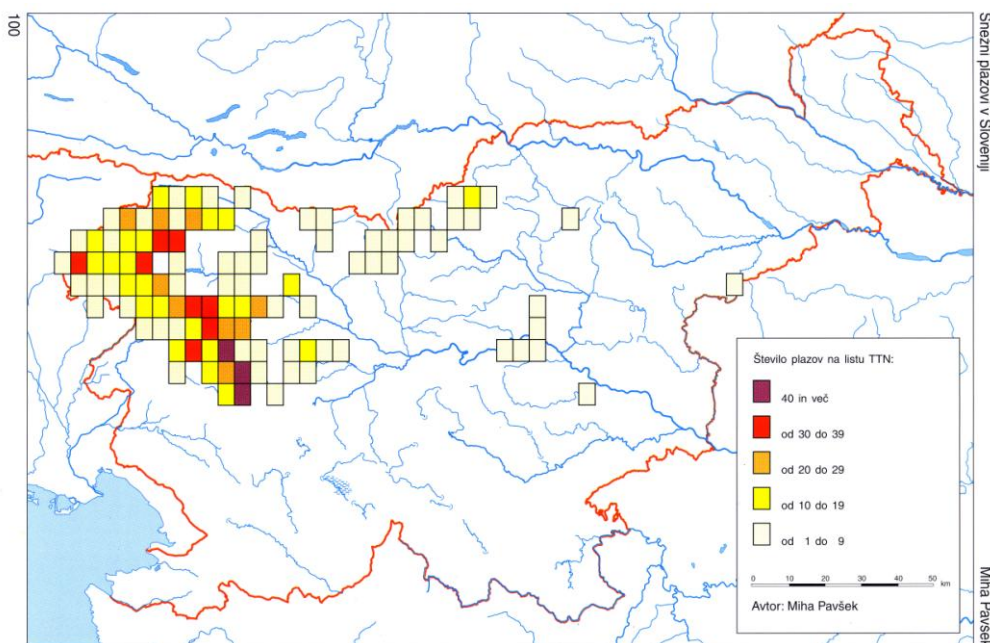 100
Snežni plazovi v Sloveniji
Miha Pavšek
Število plazov na listu TTN:
40 in več
od 30 do 39
od 20 do 29
od 10 do 19
od 1 do 9
0 10 20 30 40 50 km
Avtor: Miha Pavšek